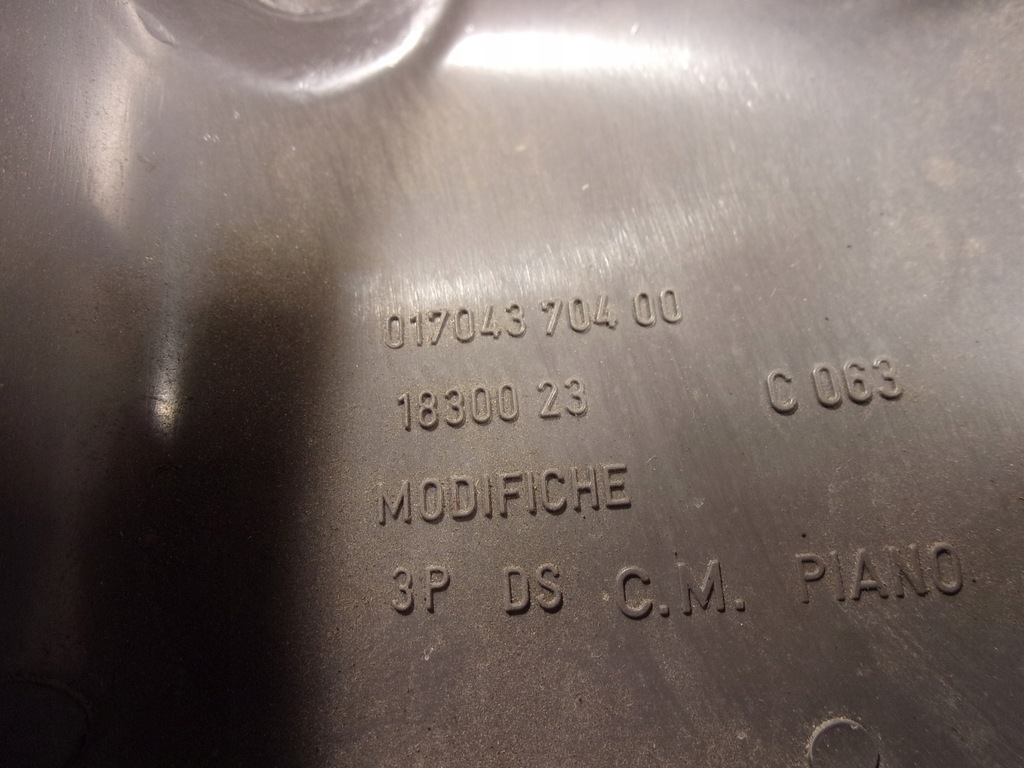 017043 704 00
18300 23 C 063
MODIFICHE
3P DS C.M. PIANO